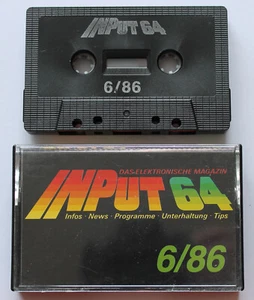 INPUT 64
6/86
DAS ELEKTRONISCHE MAGAZIN
INPUT 64
Infos · News · Programme · Unterhaltung · Tips
6/86